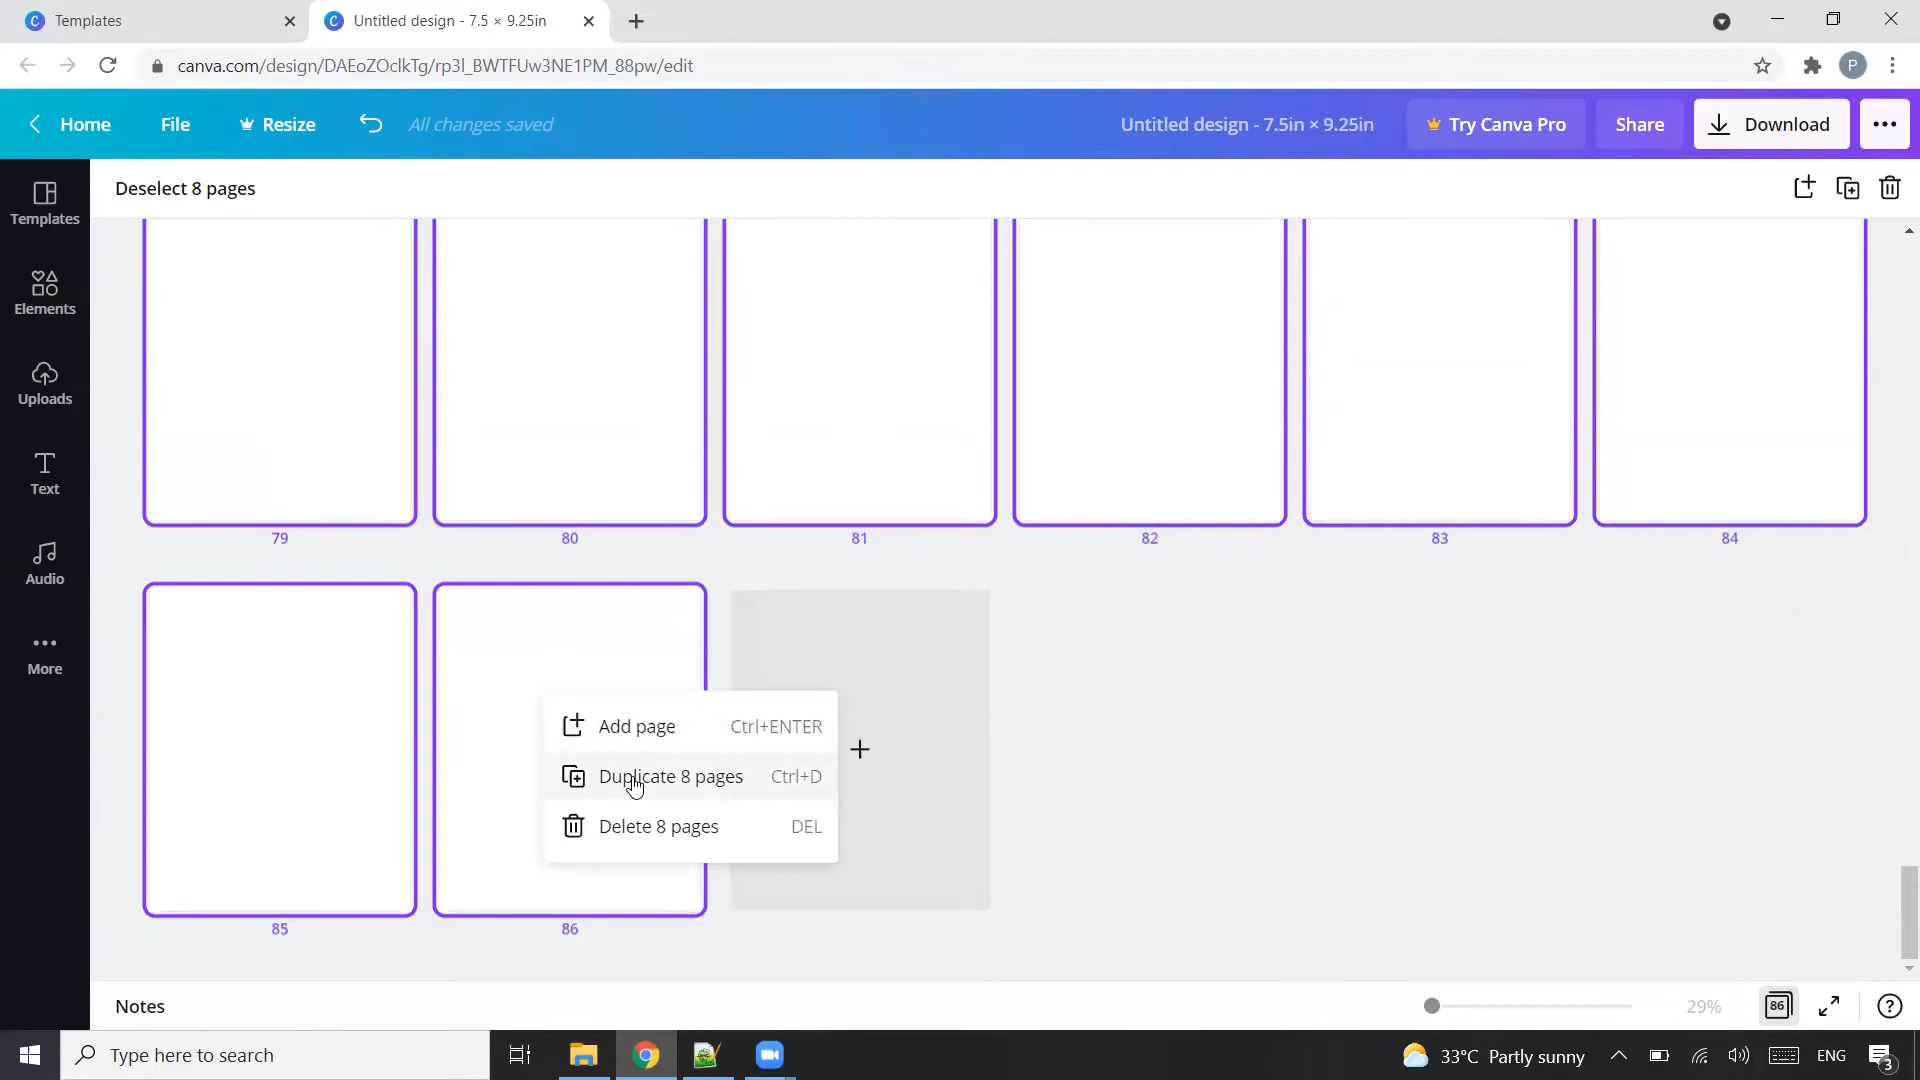 Templates
Untitled design - 7.5 × 9.25in
canva.com/design/DAEoZOclkTg/rp3l_BWTFUw3NE1PM_88pw/edit
P
Home
File
Resize
All changes saved
Untitled design - 7.5in × 9.25in
Try Canva Pro
Share
Download
Deselect 8 pages
Templates
Elements
Uploads
Text
Audio
More
79
80
81
82
83
84
Add page Ctrl+ENTER
Duplicate 8 pages Ctrl+D
Delete 8 pages DEL
85
86
Notes
29%
86
Type here to search
33°C Partly sunny
ENG
3